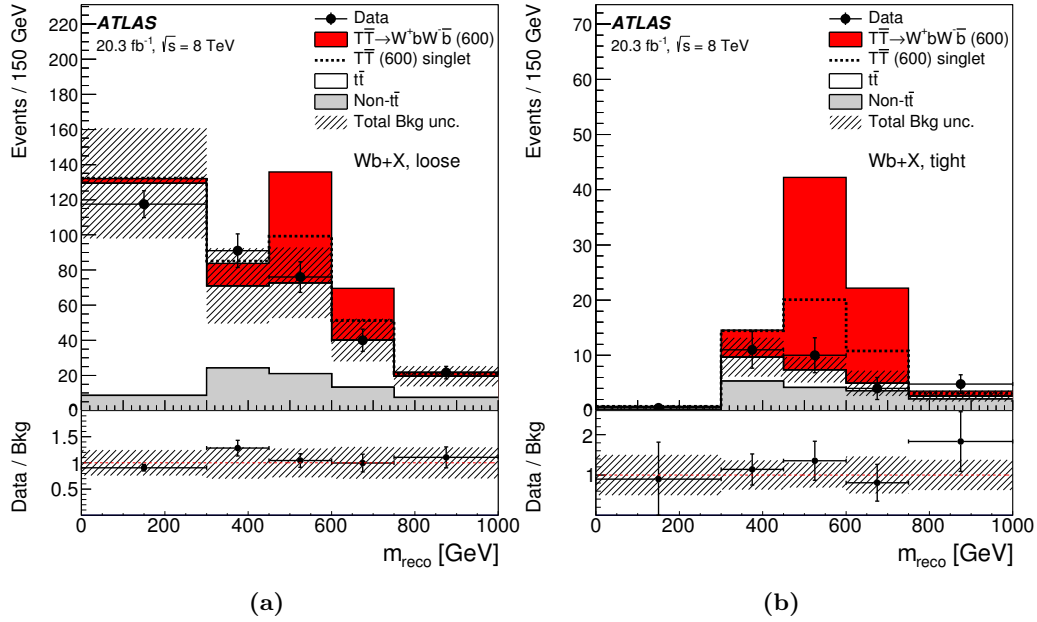 ATLAS
20.3 fb⁻¹, √s = 8 TeV
Data
TT̅→W⁺bW⁻b̅ (600)
TT̅ (600) singlet
tt̅
Non-tt̅
Total Bkg unc.
Wb+X, loose
Events / 150 GeV
220
200
180
160
140
120
100
80
60
40
20
0
Data / Bkg
1.5
1
0.5
0 200 400 600 800 1000
m_reco [GeV]
(a)
ATLAS
20.3 fb⁻¹, √s = 8 TeV
Data
TT̅→W⁺bW⁻b̅ (600)
TT̅ (600) singlet
tt̅
Non-tt̅
Total Bkg unc.
Wb+X, tight
Events / 150 GeV
70
60
50
40
30
20
10
0
Data / Bkg
2
1
0 200 400 600 800 1000
m_reco [GeV]
(b)